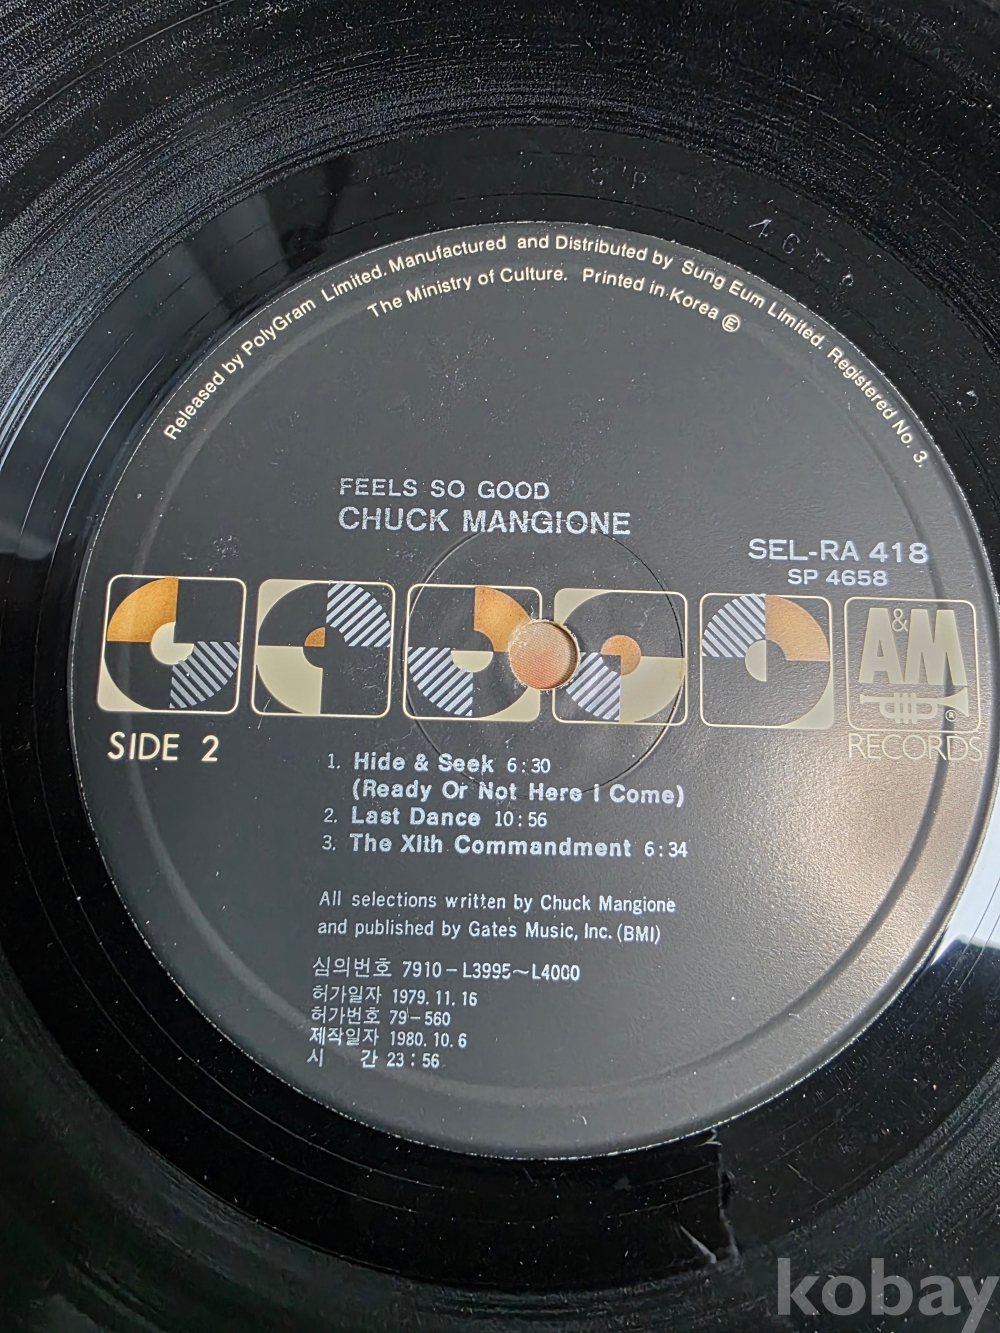 Released by PolyGram Limited. Manufactured and Distributed by Sung Eum Limited. Registered No. 3.
The Ministry of Culture. Printed in Korea Ⓔ
FEELS SO GOOD
CHUCK MANGIONE
SEL-RA 418
SP 4658
A&M
®
RECORDS
SIDE 2
1. Hide & Seek 6:30
(Ready Or Not Here I Come)
2. Last Dance 10:56
3. The XIth Commandment 6:34
All selections written by Chuck Mangione
and published by Gates Music, Inc. (BMI)
심의번호 7910-L3995~L4000
허가일자 1979.11.16
허가번호 79-560
제작일자 1980.10.6
시 간 23:56
kobay